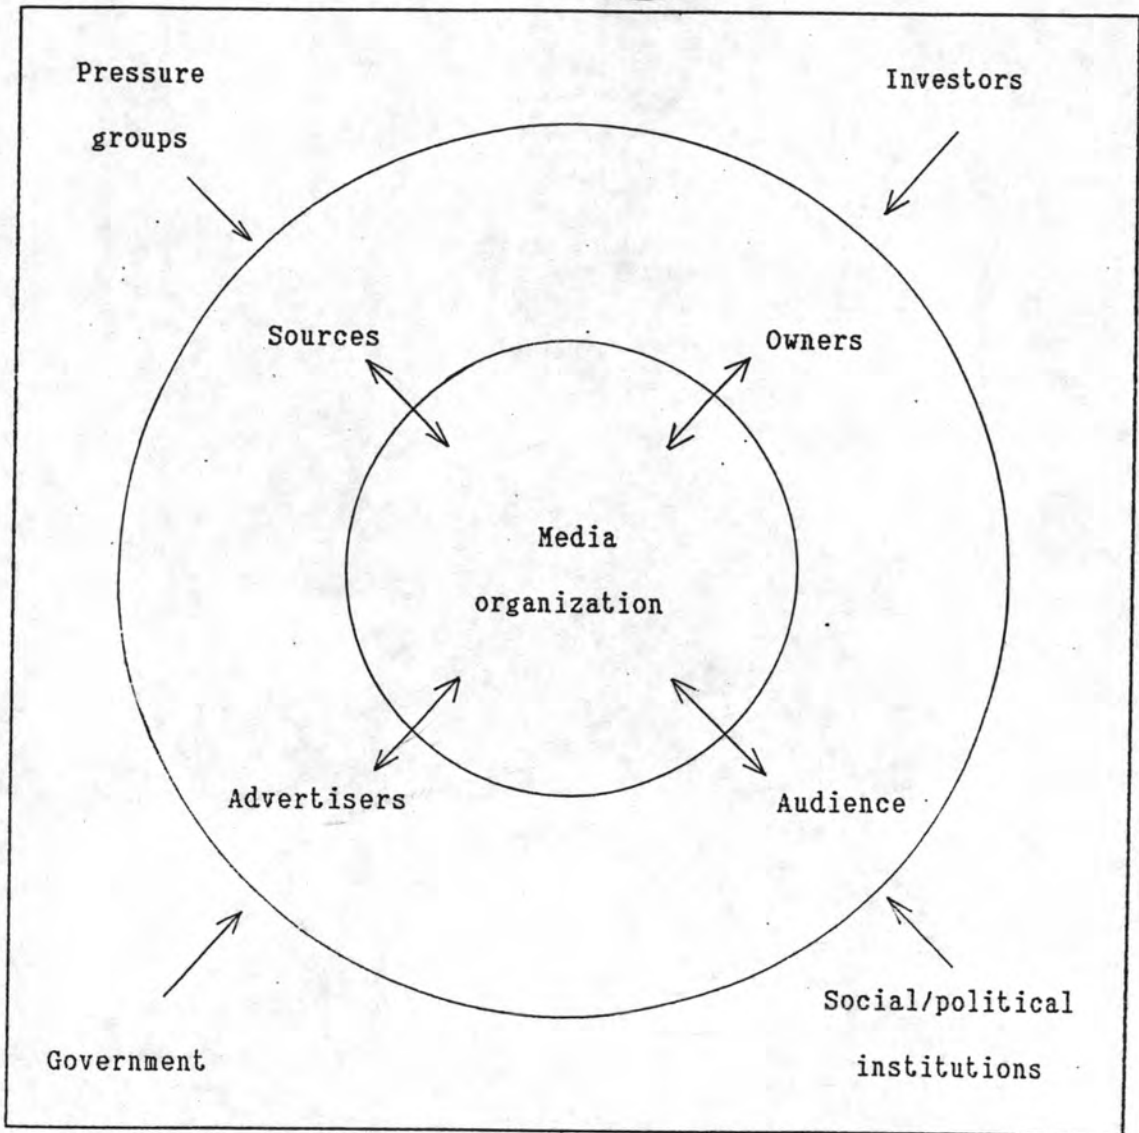 Pressure
groups
Investors
Sources
Owners
Media
organization
Advertisers
Audience
Government
Social/political
institutions